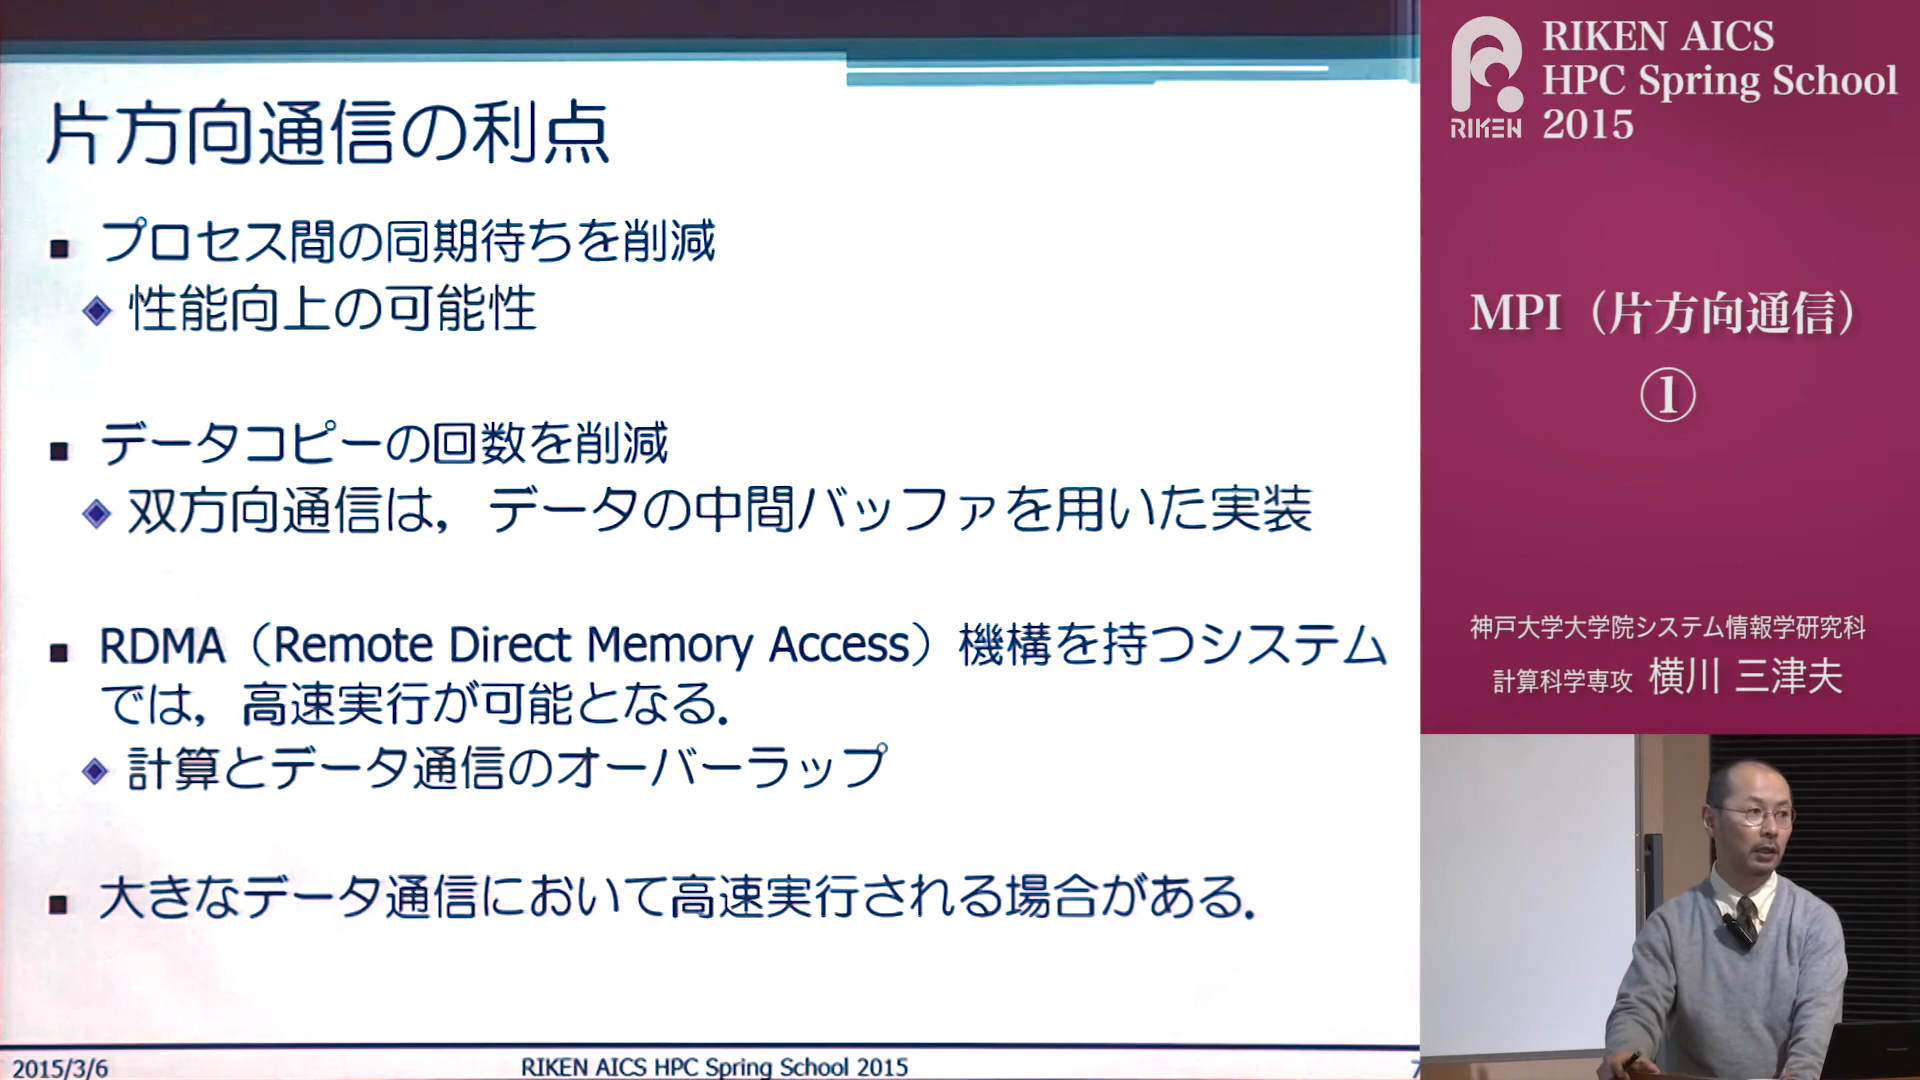 片方向通信の利点
■ プロセス間の同期待ちを削減
◆ 性能向上の可能性
■ データコピーの回数を削減
◆ 双方向通信は，データの中間バッファを用いた実装
■ RDMA（Remote Direct Memory Access）機構を持つシステム
では，高速実行が可能となる．
◆ 計算とデータ通信のオーバーラップ
■ 大きなデータ通信において高速実行される場合がある．
2015/3/6
RIKEN AICS HPC Spring School 2015
7
RIKEN
RIKEN AICS
HPC Spring School
2015
MPI（片方向通信）
①
神戸大学大学院システム情報学研究科
計算科学専攻 横川 三津夫